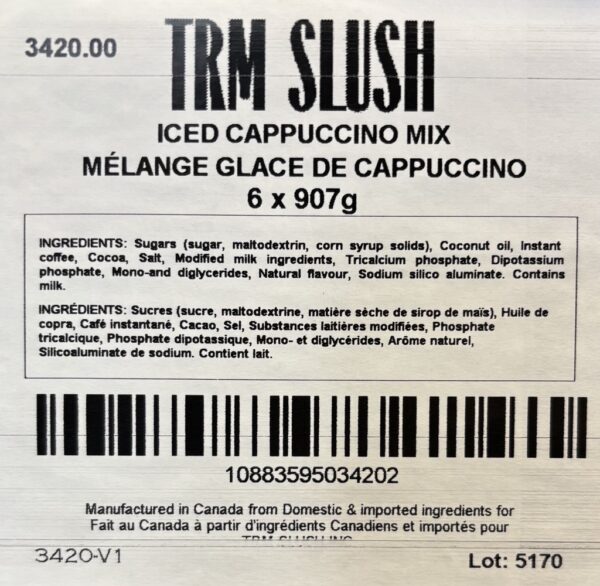 3420.00
TRM SLUSH
ICED CAPPUCCINO MIX
MÉLANGE GLACE DE CAPPUCCINO
6 x 907g
INGREDIENTS: Sugars (sugar, maltodextrin, corn syrup solids), Coconut oil, Instant
coffee, Cocoa, Salt, Modified milk ingredients, Tricalcium phosphate, Dipotassium
phosphate, Mono-and diglycerides, Natural flavour, Sodium silico aluminate. Contains
milk.
INGRÉDIENTS: Sucres (sucre, maltodextrine, matière sèche de sirop de maïs), Huile de
copra, Café instantané, Cacao, Sel, Substances laitières modifiées, Phosphate
tricalcique, Phosphate dipotassique, Mono- et diglycérides, Arôme naturel,
Silicoaluminate de sodium. Contient lait.
10883595034202
Manufactured in Canada from Domestic & imported ingredients for
Fait au Canada à partir d'ingrédients Canadiens et importés pour
TRM SLUSH INC
3420-V1
Lot: 5170